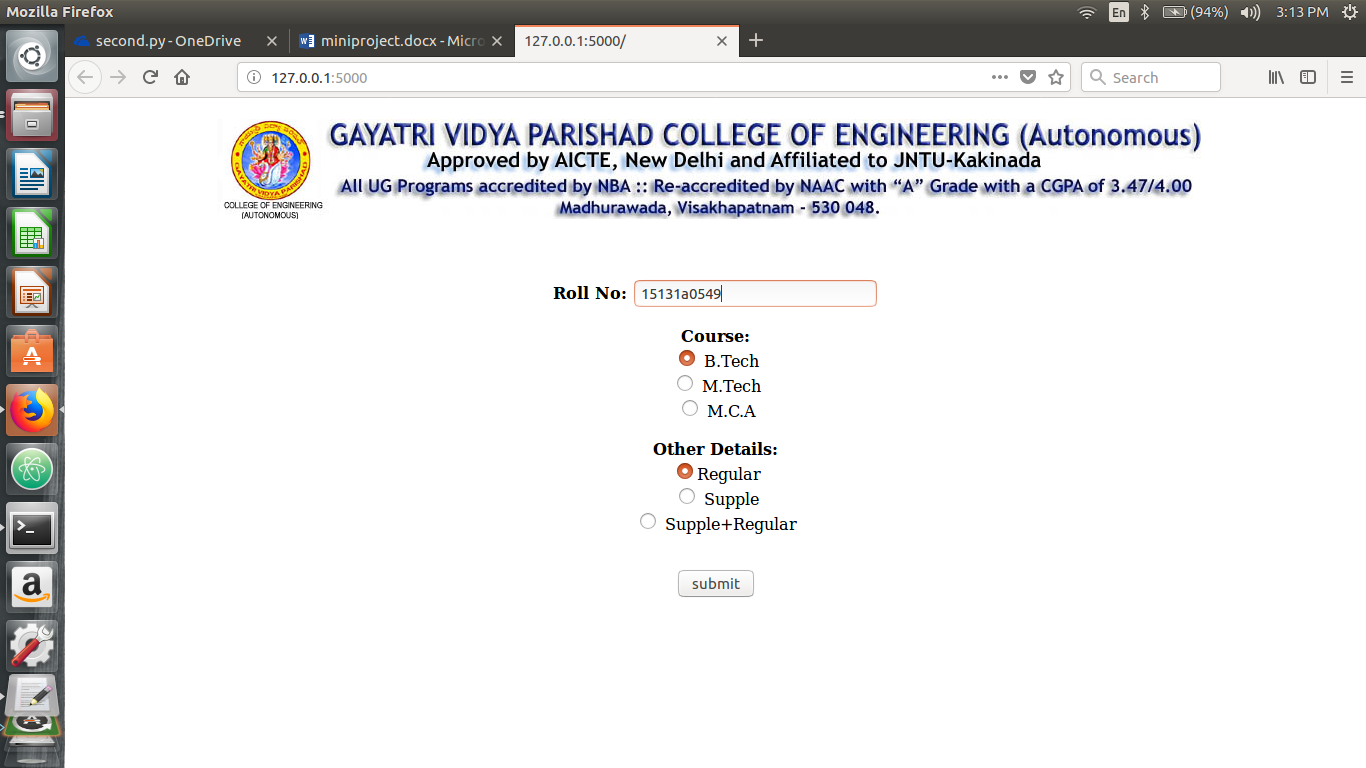 Mozilla Firefox
En
(94%)
3:13 PM
second.py - OneDrive
miniproject.docx - Micro
127.0.0.1:5000/
127.0.0.1:5000
Search
GAYATRI VIDYA PARISHAD COLLEGE OF ENGINEERING (Autonomous)
Approved by AICTE, New Delhi and Affiliated to JNTU-Kakinada
All UG Programs accredited by NBA :: Re-accredited by NAAC with “A” Grade with a CGPA of 3.47/4.00
Madhurawada, Visakhapatnam - 530 048.
GAYATRI VIDYA PARISHAD
COLLEGE OF ENGINEERING
(AUTONOMOUS)
Roll No: 15131a0549
Course:
B.Tech
M.Tech
M.C.A
Other Details:
Regular
Supple
Supple+Regular
submit